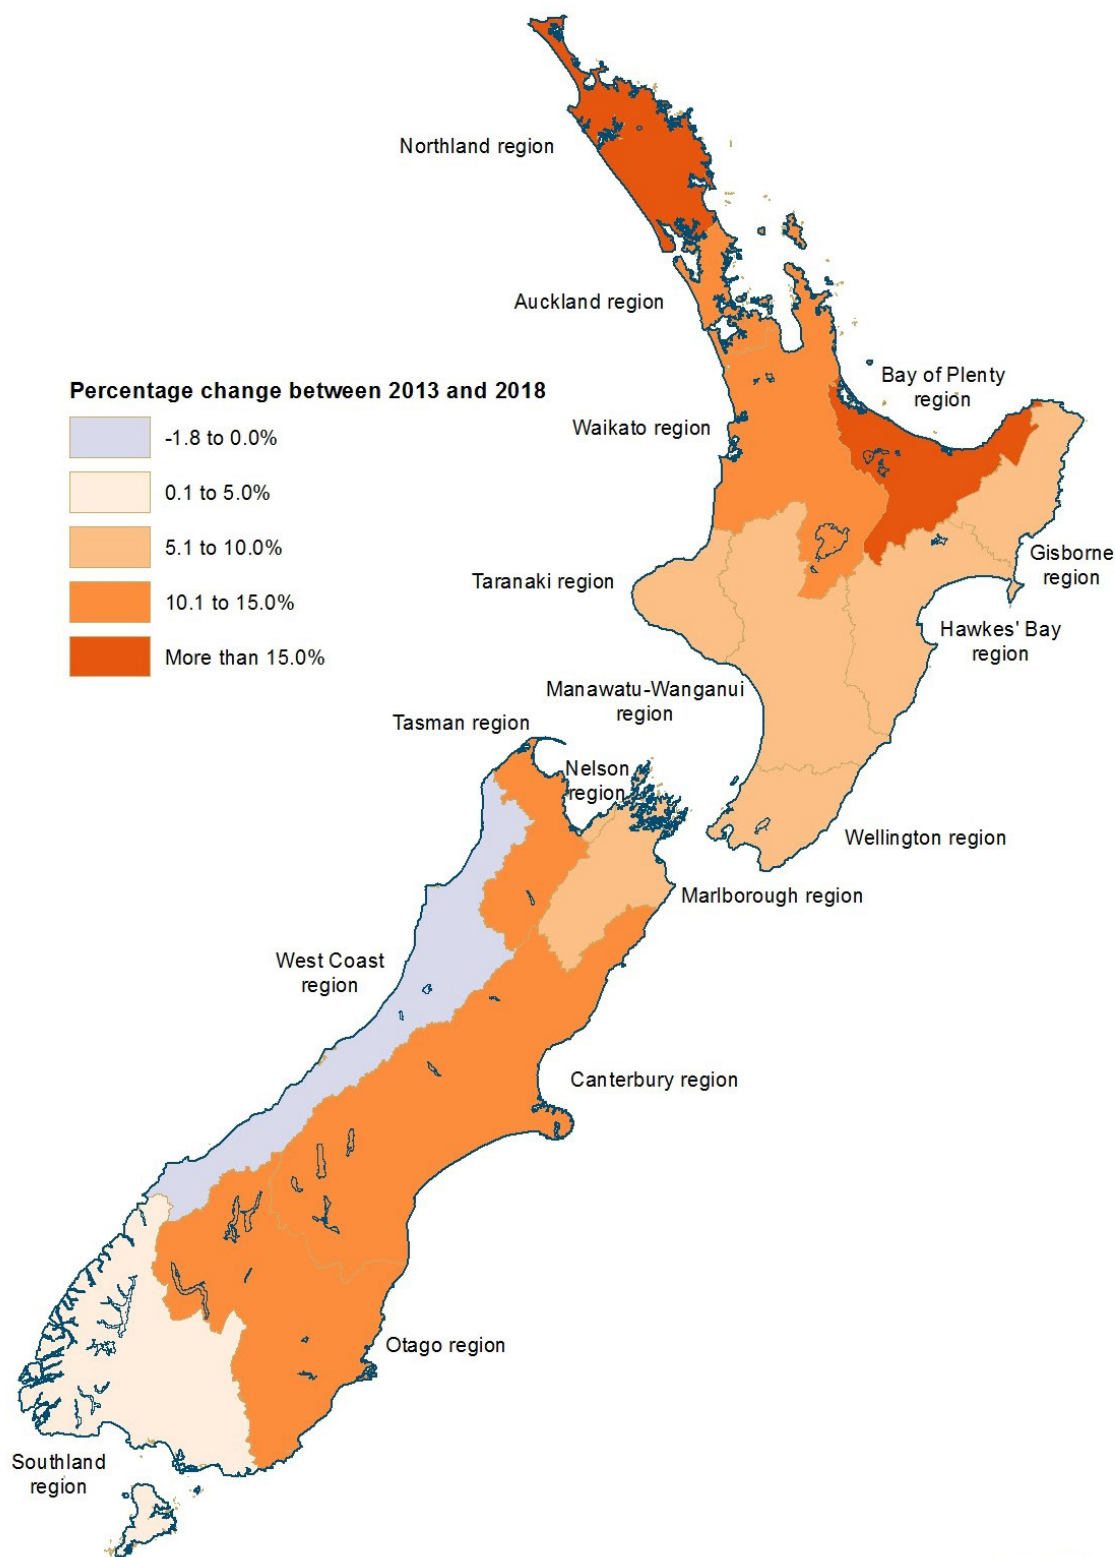 Northland region
Auckland region
Percentage change between 2013 and 2018
-1.8 to 0.0%
0.1 to 5.0%
5.1 to 10.0%
10.1 to 15.0%
More than 15.0%
Bay of Plenty
region
Waikato region
Gisborne
region
Taranaki region
Hawkes' Bay
region
Manawatu-Wanganui
region
Tasman region
Nelson
region
Wellington region
Marlborough region
West Coast
region
Canterbury region
Otago region
Southland
region